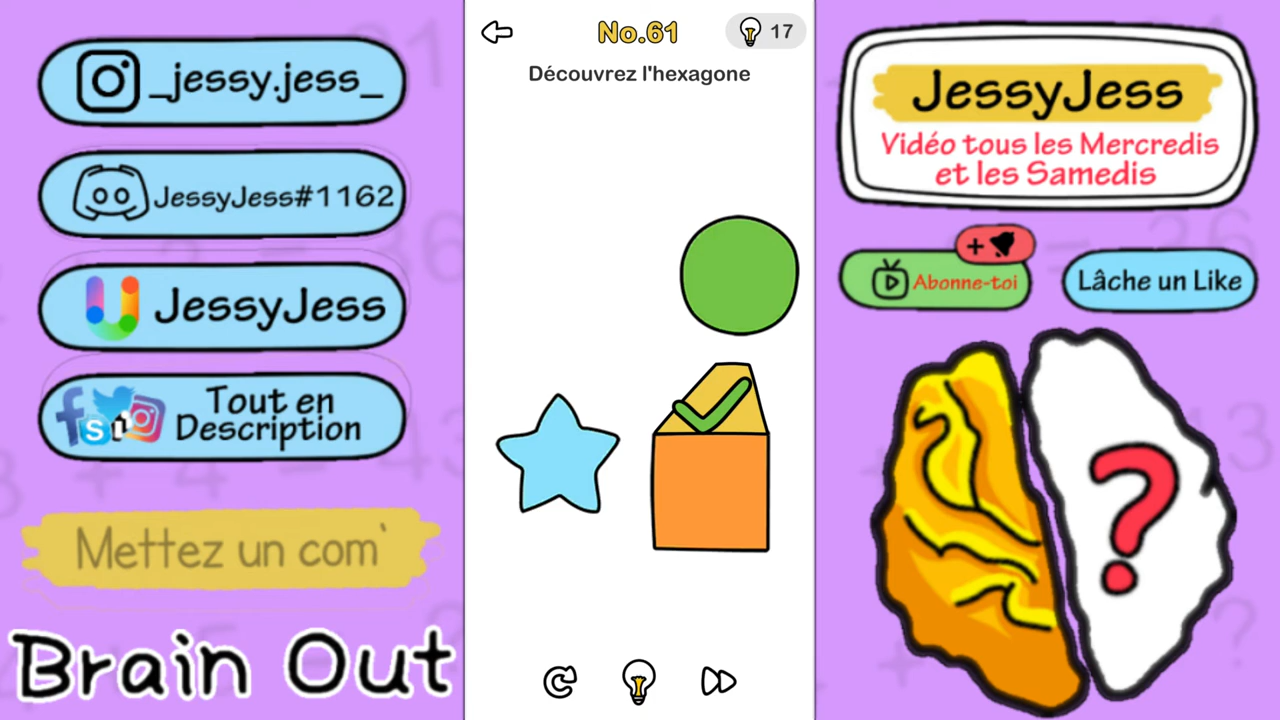 _jessy.jess_
JessyJess#1162
JessyJess
Tout en
Description
Mettez un com'
Brain Out
No.61
17
Découvrez l'hexagone
JessyJess
Vidéo tous les Mercredis
et les Samedis
+
Abonne-toi
Lâche un Like
?